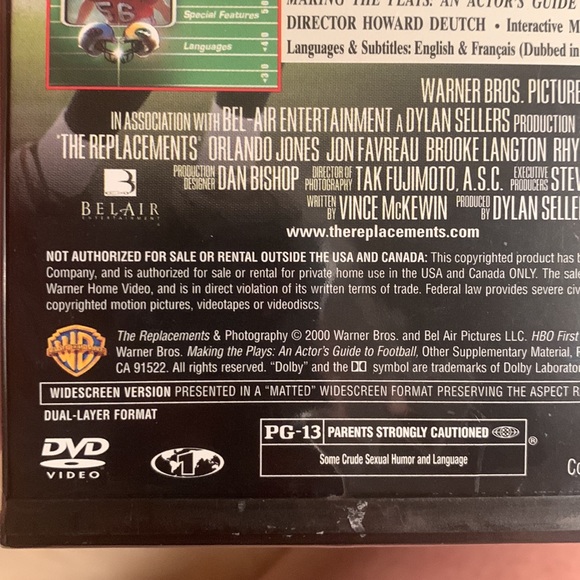 56
Special Features
Languages
MAKING THE PLAYS: AN ACTOR'S GUIDE
DIRECTOR HOWARD DEUTCH • Interactive M
Languages & Subtitles: English & Français (Dubbed in
WARNER BROS. PICTURE
IN ASSOCIATION WITH BEL-AIR ENTERTAINMENT A DYLAN SELLERS PRODUCTION
"THE REPLACEMENTS" ORLANDO JONES JON FAVREAU BROOKE LANGTON RHY
PRODUCTION DESIGNER DAN BISHOP DIRECTOR OF PHOTOGRAPHY TAK FUJIMOTO, A.S.C. EXECUTIVE PRODUCERS STEV
WRITTEN BY VINCE McKEWIN PRODUCED BY DYLAN SELLE
BELAIR
ENTERTAINMENT
www.thereplacements.com
NOT AUTHORIZED FOR SALE OR RENTAL OUTSIDE THE USA AND CANADA: This copyrighted product has b
Company, and is authorized for sale or rental for private home use in the USA and Canada ONLY. The sale
Warner Home Video, and is in direct violation of its written terms of trade. Federal law provides severe civ
copyrighted motion pictures, videotapes or videodiscs.
The Replacements & Photography © 2000 Warner Bros. and Bel Air Pictures LLC. HBO First
Warner Bros. Making the Plays: An Actor's Guide to Football, Other Supplementary Material, P
CA 91522. All rights reserved. "Dolby" and the DD symbol are trademarks of Dolby Laborato
WIDESCREEN VERSION PRESENTED IN A "MATTED" WIDESCREEN FORMAT PRESERVING THE ASPECT R
DUAL-LAYER FORMAT
DVD
VIDEO
1
PG-13 PARENTS STRONGLY CAUTIONED ®
Some Crude Sexual Humor and Language
Co